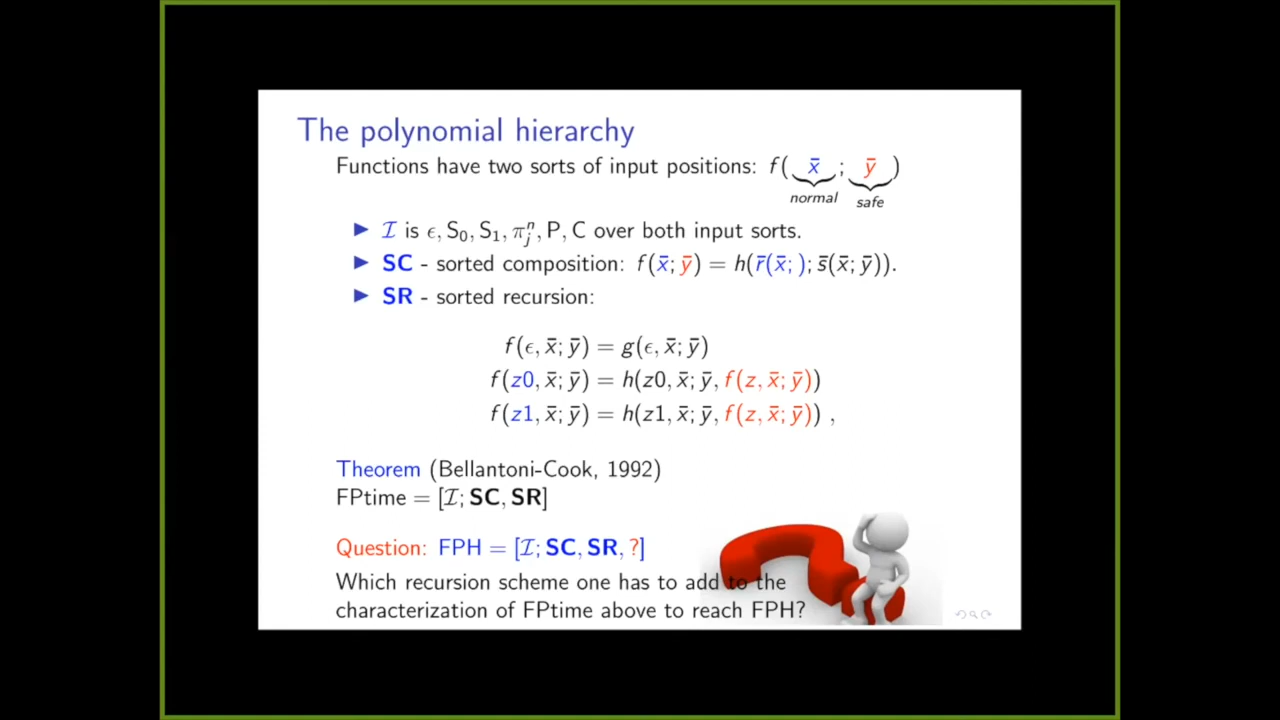 The polynomial hierarchy
Functions have two sorts of input positions: f( x̄ ; ȳ )
normal safe
▶ 𝓘 is ϵ, S₀, S₁, πⱼⁿ, P, C over both input sorts.
▶ SC - sorted composition: f(x̄; ȳ) = h(r̄(x̄; ); s̄(x̄; ȳ)).
▶ SR - sorted recursion:
f(ϵ, x̄; ȳ) = g(ϵ, x̄; ȳ)
f(z0, x̄; ȳ) = h(z0, x̄; ȳ, f(z, x̄; ȳ))
f(z1, x̄; ȳ) = h(z1, x̄; ȳ, f(z, x̄; ȳ)) ,
Theorem (Bellantoni-Cook, 1992)
FPtime = [𝓘; SC, SR]
Question: FPH = [𝓘; SC, SR, ?]
Which recursion scheme one has to add to the
characterization of FPtime above to reach FPH?